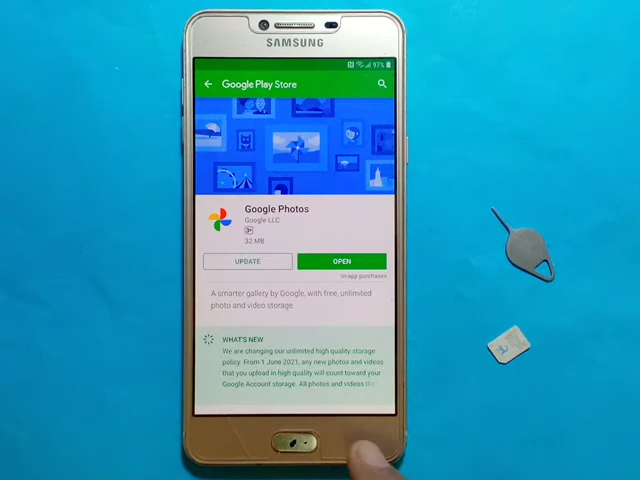 SAMSUNG
97%
Google Play Store
Google Photos
Google LLC
3+
32 MB
UPDATE
OPEN
In-app purchases
A smarter gallery by Google, with free, unlimited
photo and video storage.
WHAT'S NEW
We are changing our unlimited high quality storage
policy. From 1 June 2021, any new photos and videos
that you upload in high quality will count toward your
Google Account storage. All photos and videos